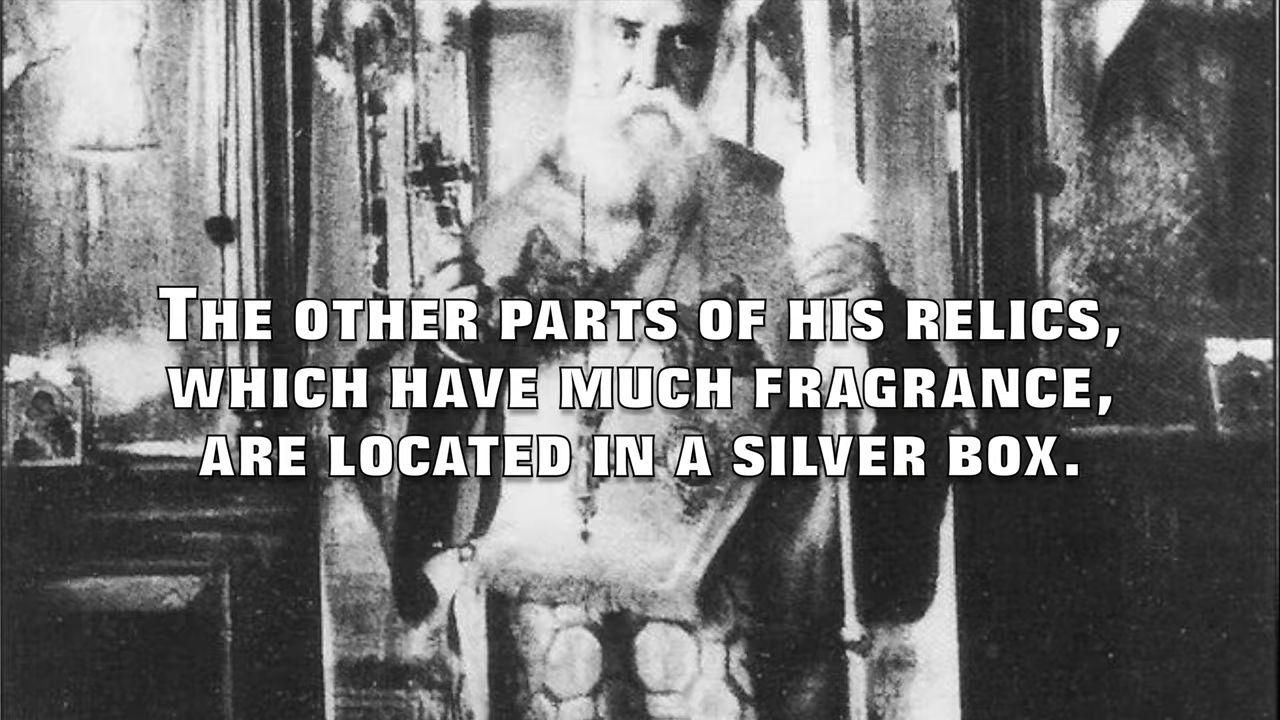 The other parts of his relics,
which have much fragrance,
are located in a silver box.